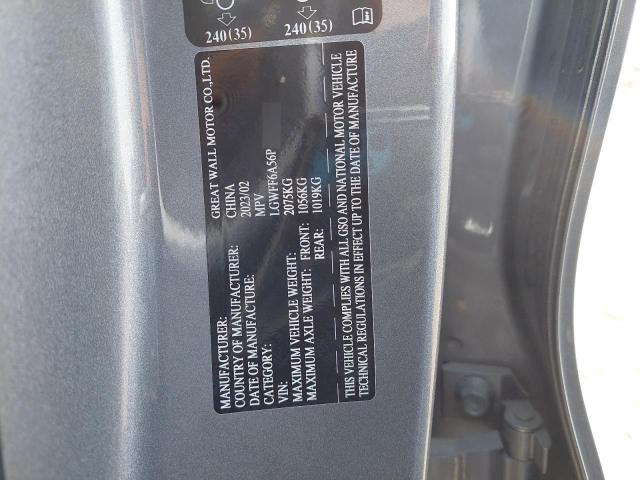 240(35) 240(35)
MANUFACTURER: GREAT WALL MOTOR CO.,LTD.
COUNTRY OF MANUFACTURER: CHINA
DATE OF MANUFACTURE: 2023/02
CATEGORY: MPV
VIN: LGWFF6A56P
MAXIMUM VEHICLE WEIGHT: 2075KG
MAXIMUM AXLE WEIGHT: FRONT: 1056KG
REAR: 1019KG
THIS VEHICLE COMPLIES WITH ALL GSO AND NATIONAL MOTOR VEHICLE
TECHNICAL REGULATIONS IN EFFECT UP TO THE DATE OF MANUFACTURE